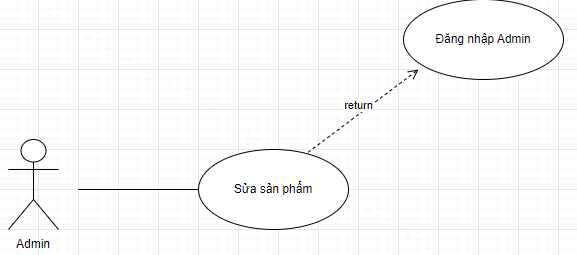 Đăng nhập Admin
return
Sửa sản phẩm
Admin